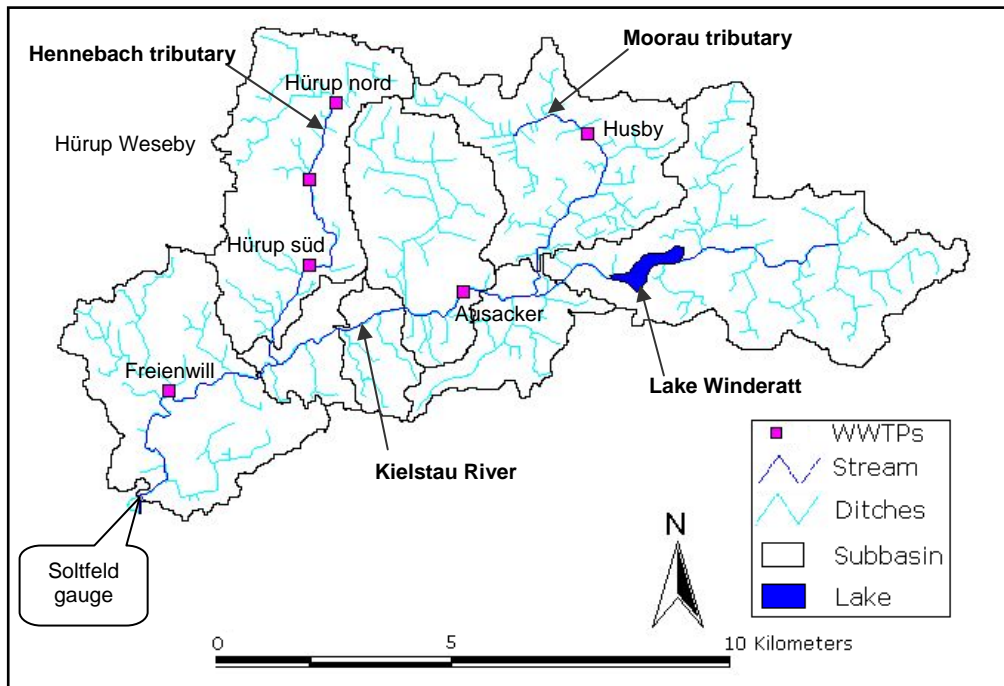 Hennebach tributary
Moorau tributary
Hürup nord
Husby
Hürup Weseby
Hürup süd
Ausacker
Freienwill
Lake Winderatt
Kielstau River
Soltfeld
gauge
WWTPs
Stream
Ditches
Subbasin
Lake
N
0 5 10 Kilometers